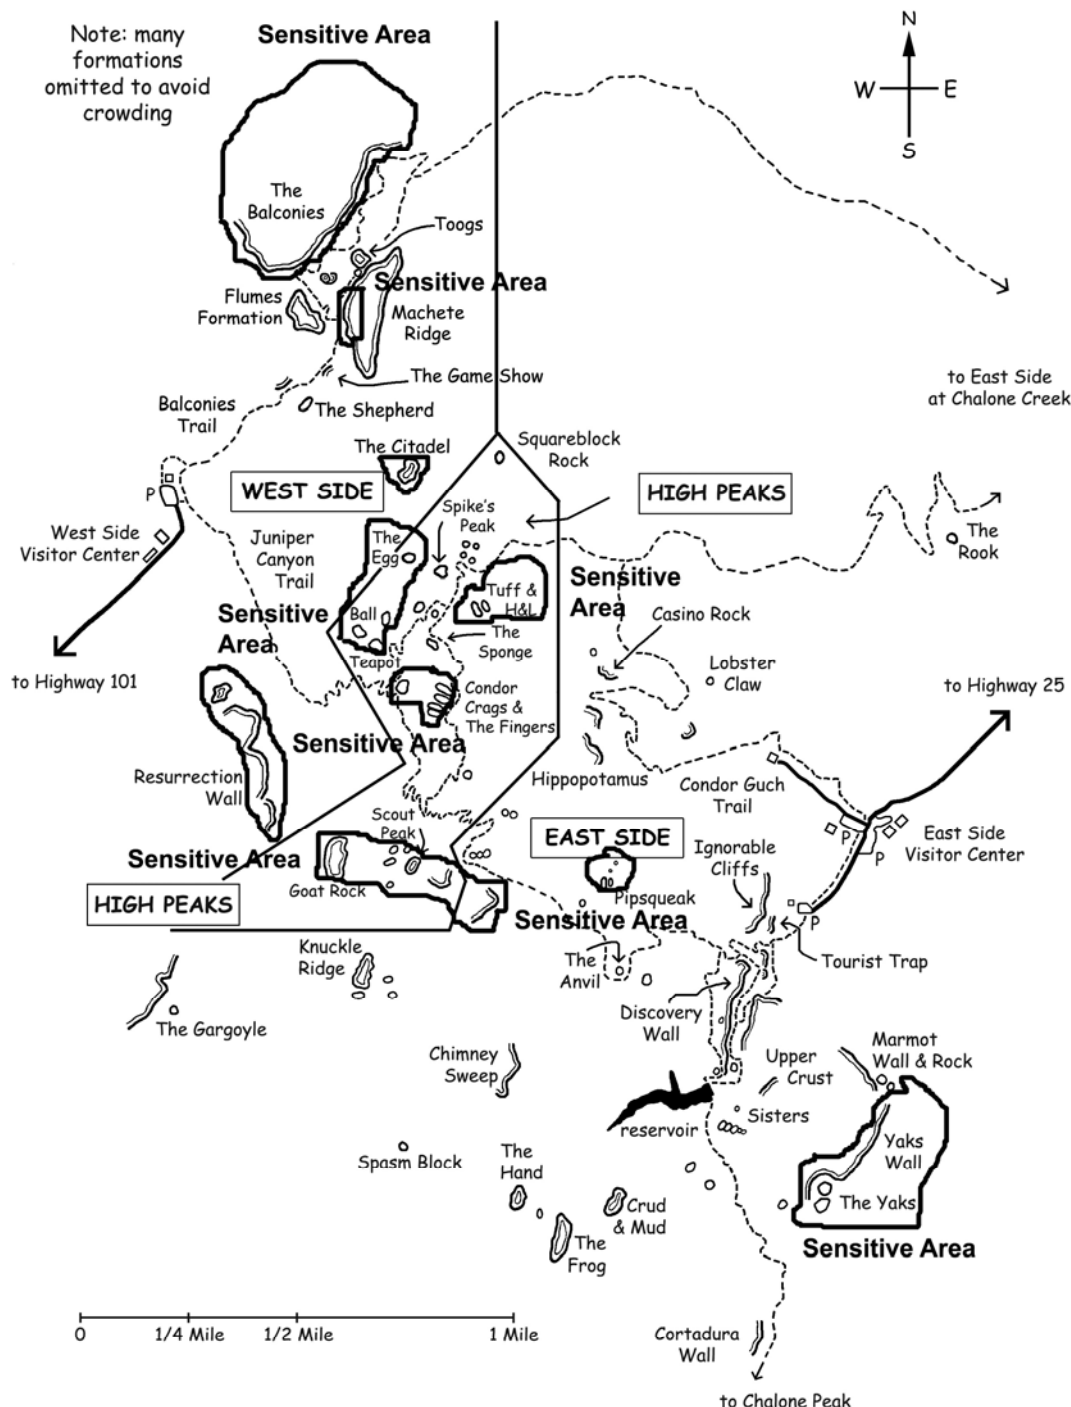 Note: many
formations
omitted to avoid
crowding
Sensitive Area
N
W
E
S
The
Balconies
Toogs
Sensitive Area
Flumes
Formation
Machete
Ridge
The Game Show
to East Side
at Chalone Creek
Balconies
Trail
The Shepherd
The Citadel
Squareblock
Rock
WEST SIDE
HIGH PEAKS
P
Spike's
Peak
West Side
Visitor Center
Juniper
Canyon
Trail
The
Egg
The
Rook
Sensitive
Area
Tuff &
H&L
Sensitive
Area
Ball
Casino Rock
The
Sponge
Teapot
Lobster
Claw
to Highway 101
to Highway 25
Condor
Crags &
The Fingers
Sensitive Area
Resurrection
Wall
Hippopotamus
Condor Guch
Trail
Scout
Peak
EAST SIDE
P
P
East Side
Visitor Center
Ignorable
Cliffs
Sensitive Area
Goat Rock
Pipsqueak
HIGH PEAKS
Sensitive Area
P
Knuckle
Ridge
The
Anvil
Tourist Trap
Discovery
Wall
The Gargoyle
Chimney
Sweep
Upper
Crust
Marmot
Wall & Rock
reservoir
Sisters
Yaks
Wall
Spasm Block
The
Hand
Crud
& Mud
The Yaks
The
Frog
Sensitive Area
0
1/4 Mile
1/2 Mile
1 Mile
Cortadura
Wall
to Chalone Peak